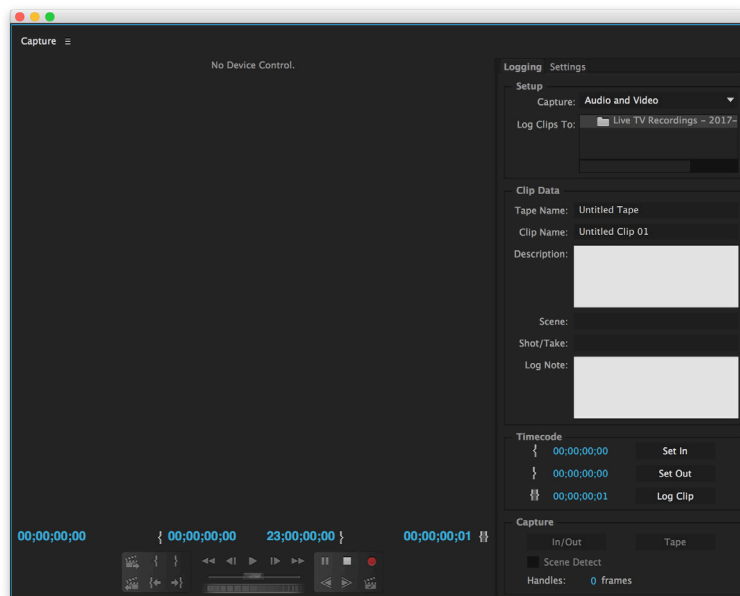 Capture
No Device Control.
Logging Settings
Setup
Capture: Audio and Video
Log Clips To: Live TV Recordings – 2017–
Clip Data
Tape Name: Untitled Tape
Clip Name: Untitled Clip 01
Description:
Scene:
Shot/Take:
Log Note:
Timecode
00;00;00;00 Set In
00;00;00;00 Set Out
00;00;00;01 Log Clip
00;00;00;00 00;00;00;00 23;00;00;00 00;00;00;01
Capture
In/Out Tape
Scene Detect
Handles: 0 frames